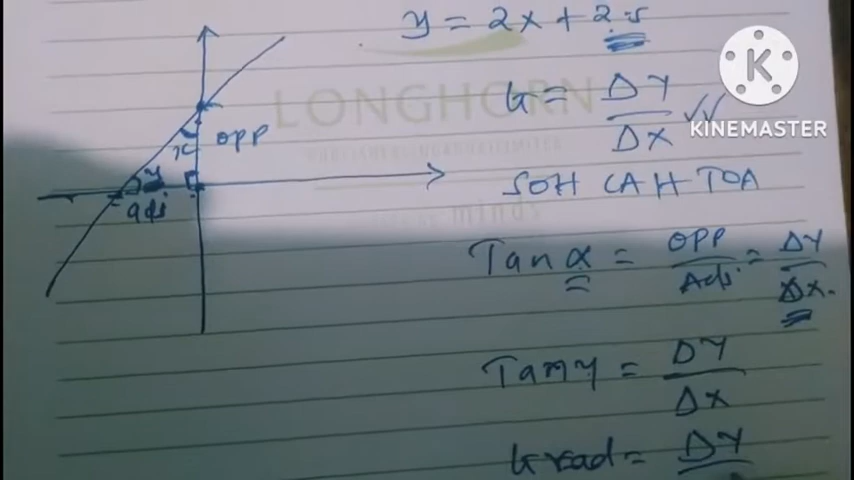 y = 2x + 2.5
G = ΔY
ΔX
K
KINEMASTER
LONGHORN
opp
x
y
adj
SOH CAH TOA
minds
Tan α = opp = ΔY
Adj. ΔX.
Tan y = ΔY
ΔX
Grad = ΔY